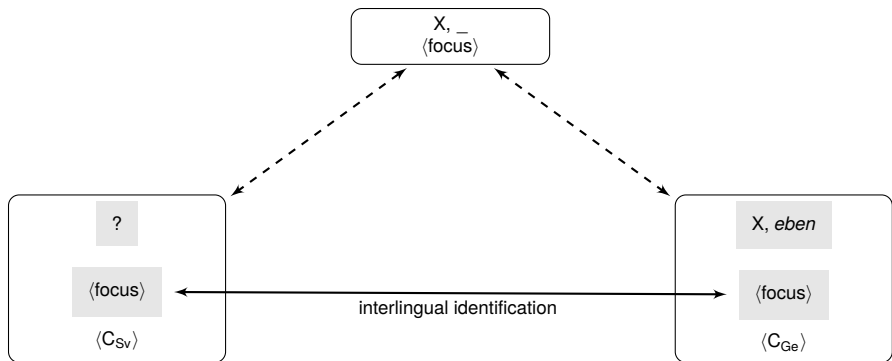 X, _
⟨focus⟩
?
X, eben
⟨focus⟩
⟨focus⟩
interlingual identification
⟨C_Sv⟩
⟨C_Ge⟩